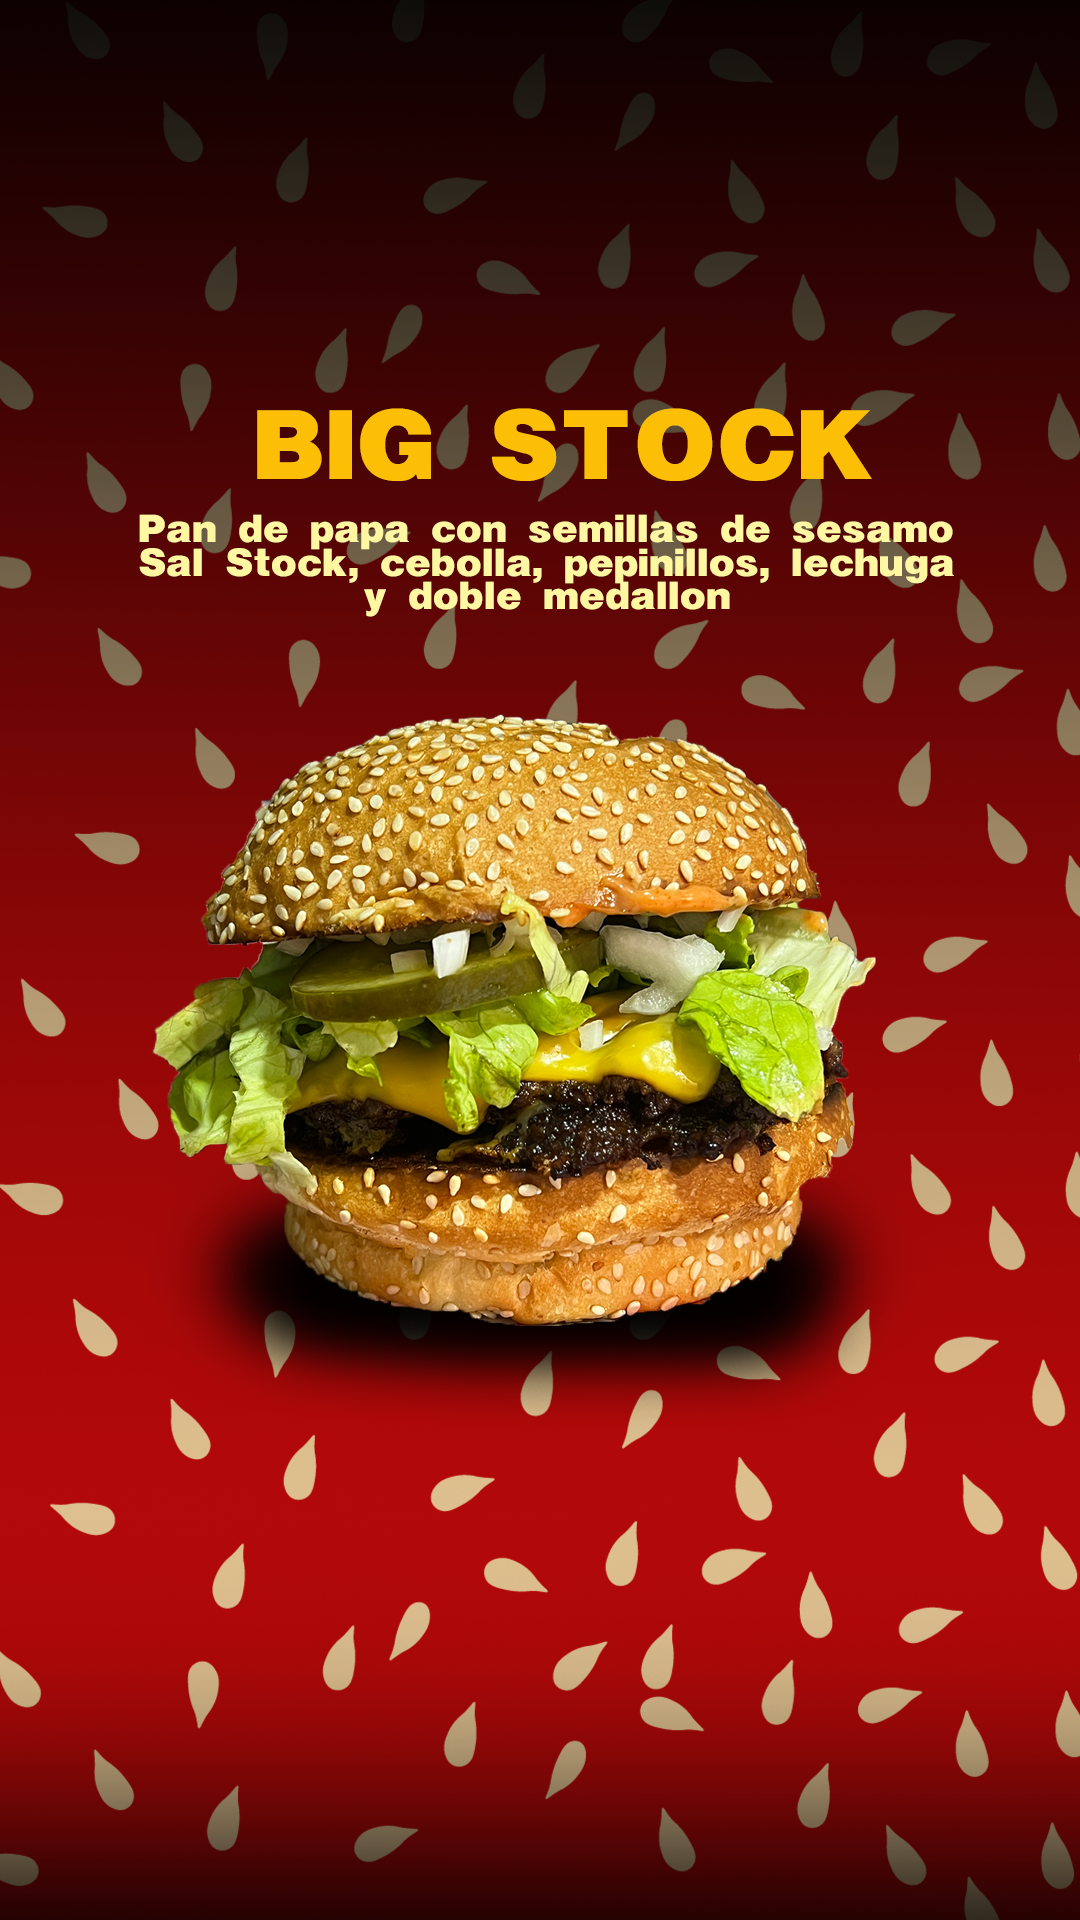 BIG STOCK
Pan de papa con semillas de sesamo
Sal Stock, cebolla, pepinillos, lechuga
y doble medallon